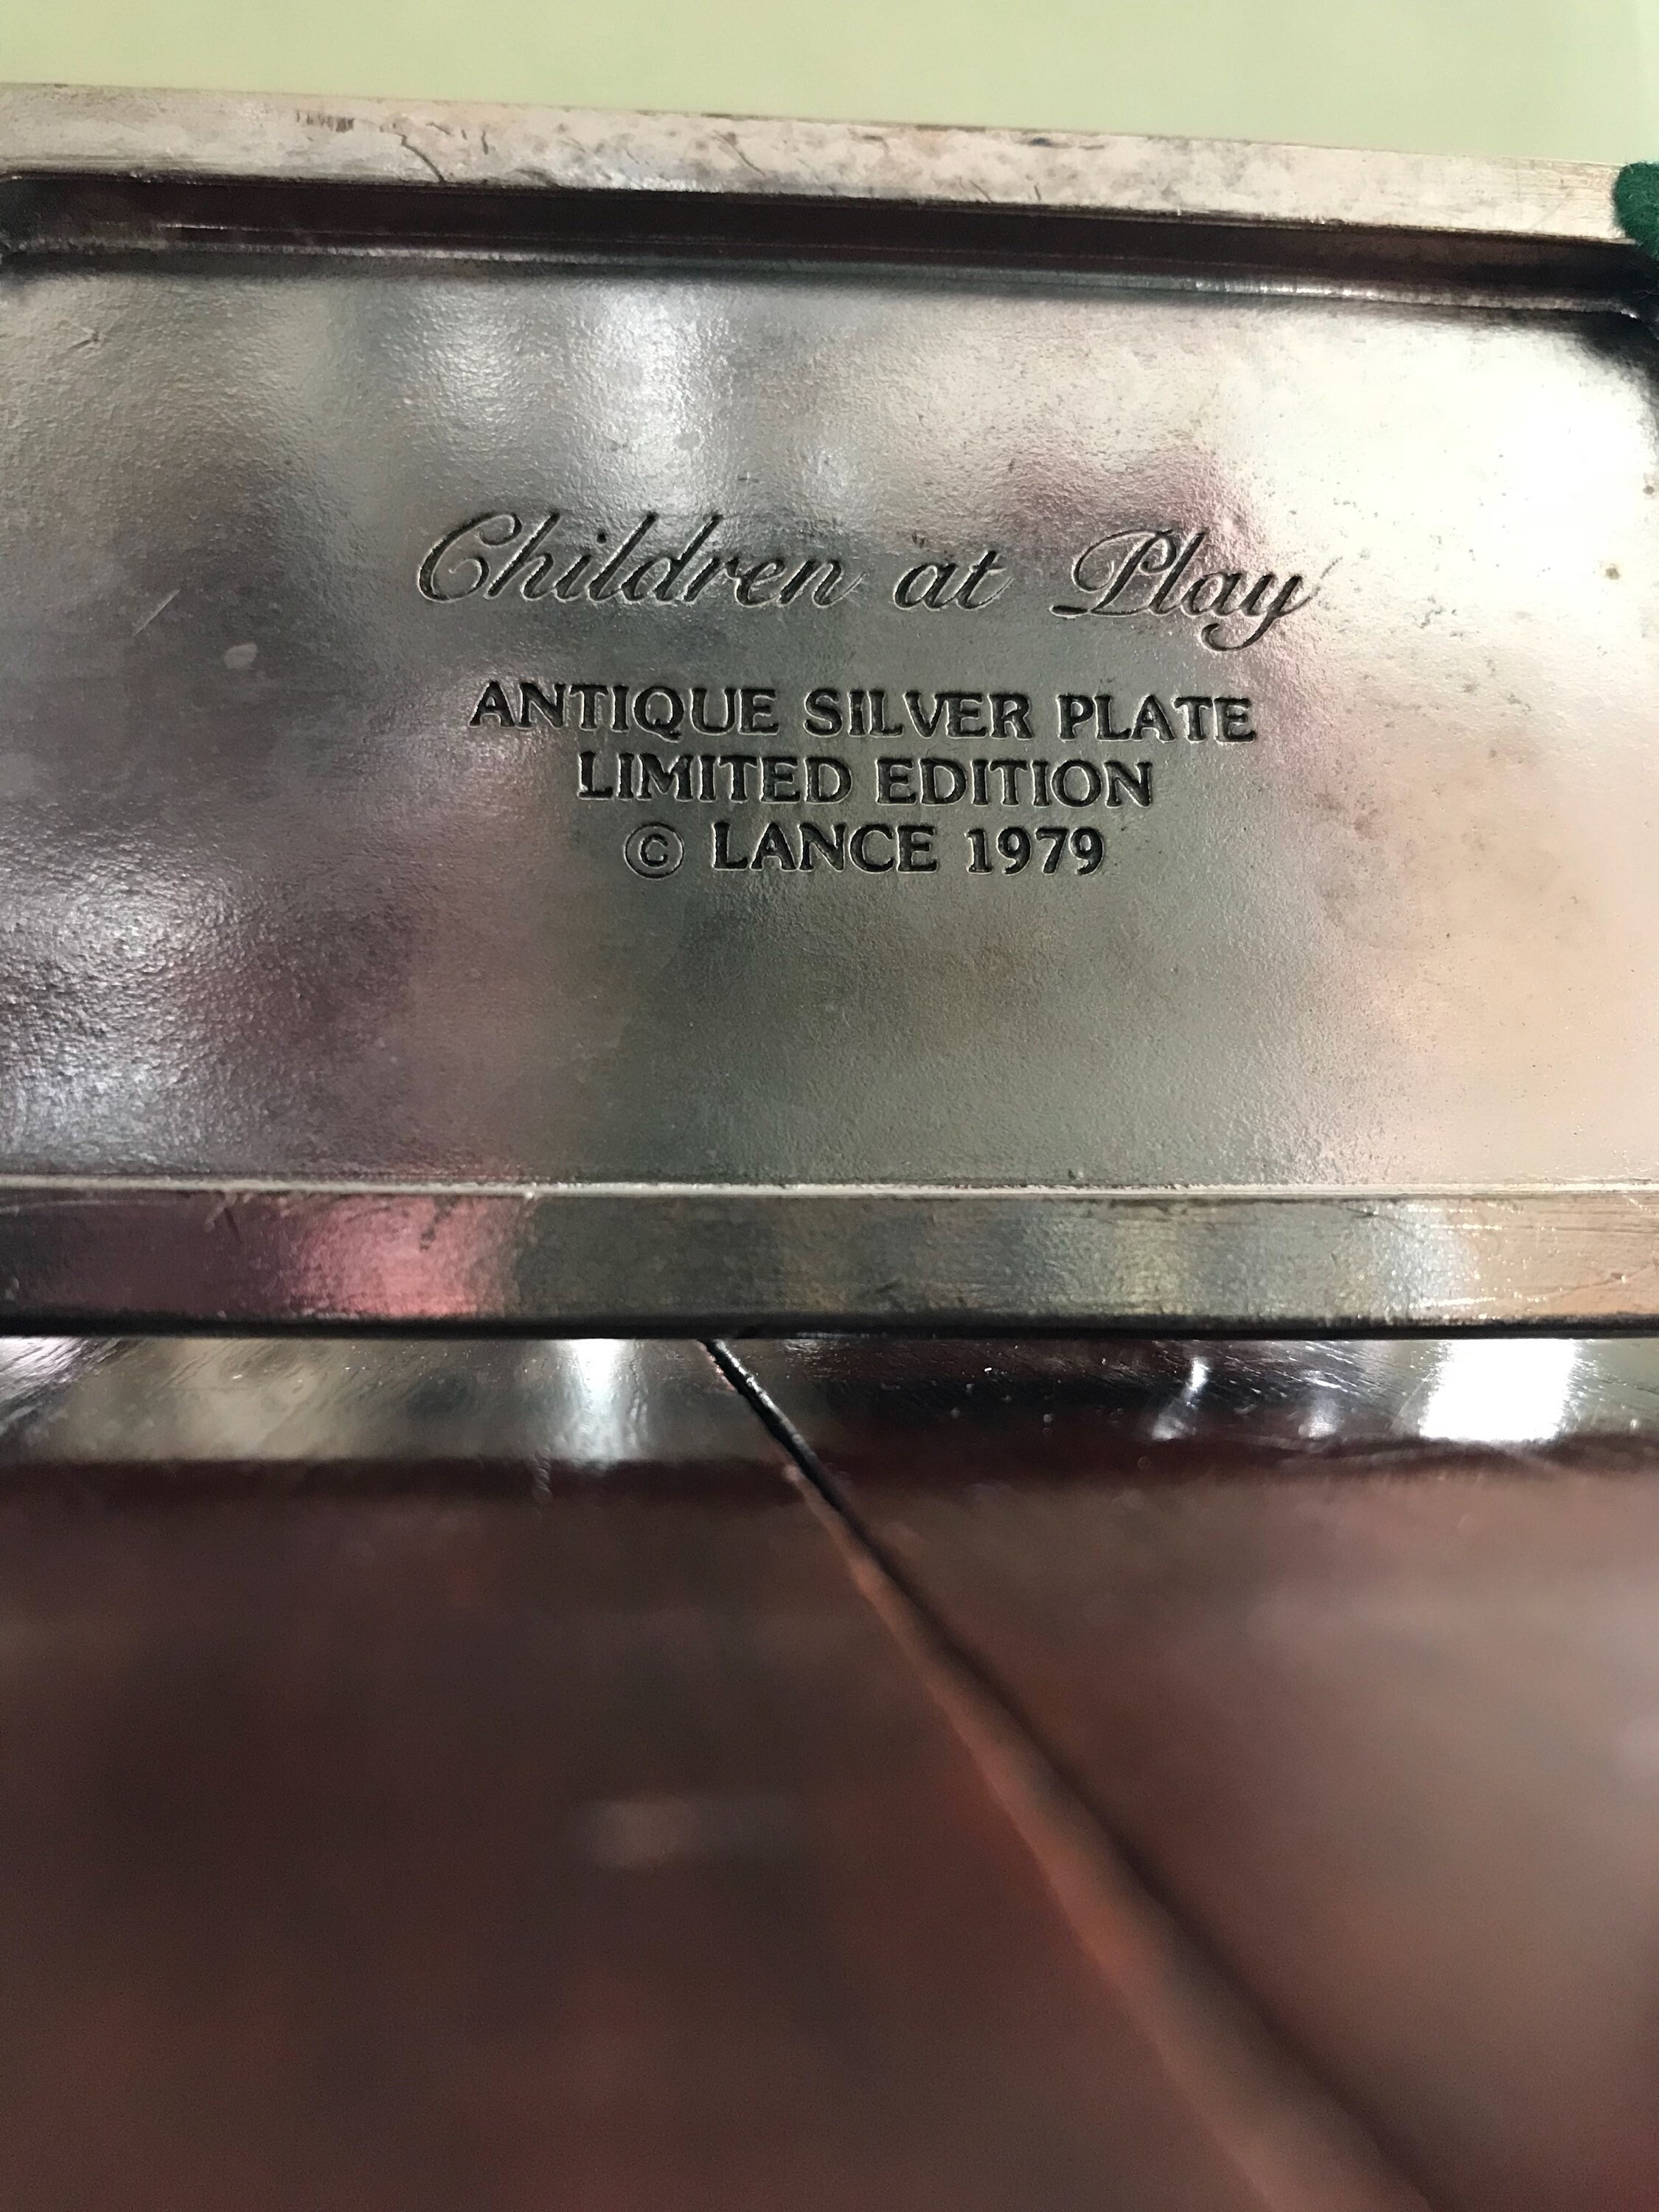 Children at Play
ANTIQUE SILVER PLATE
LIMITED EDITION
© LANCE 1979